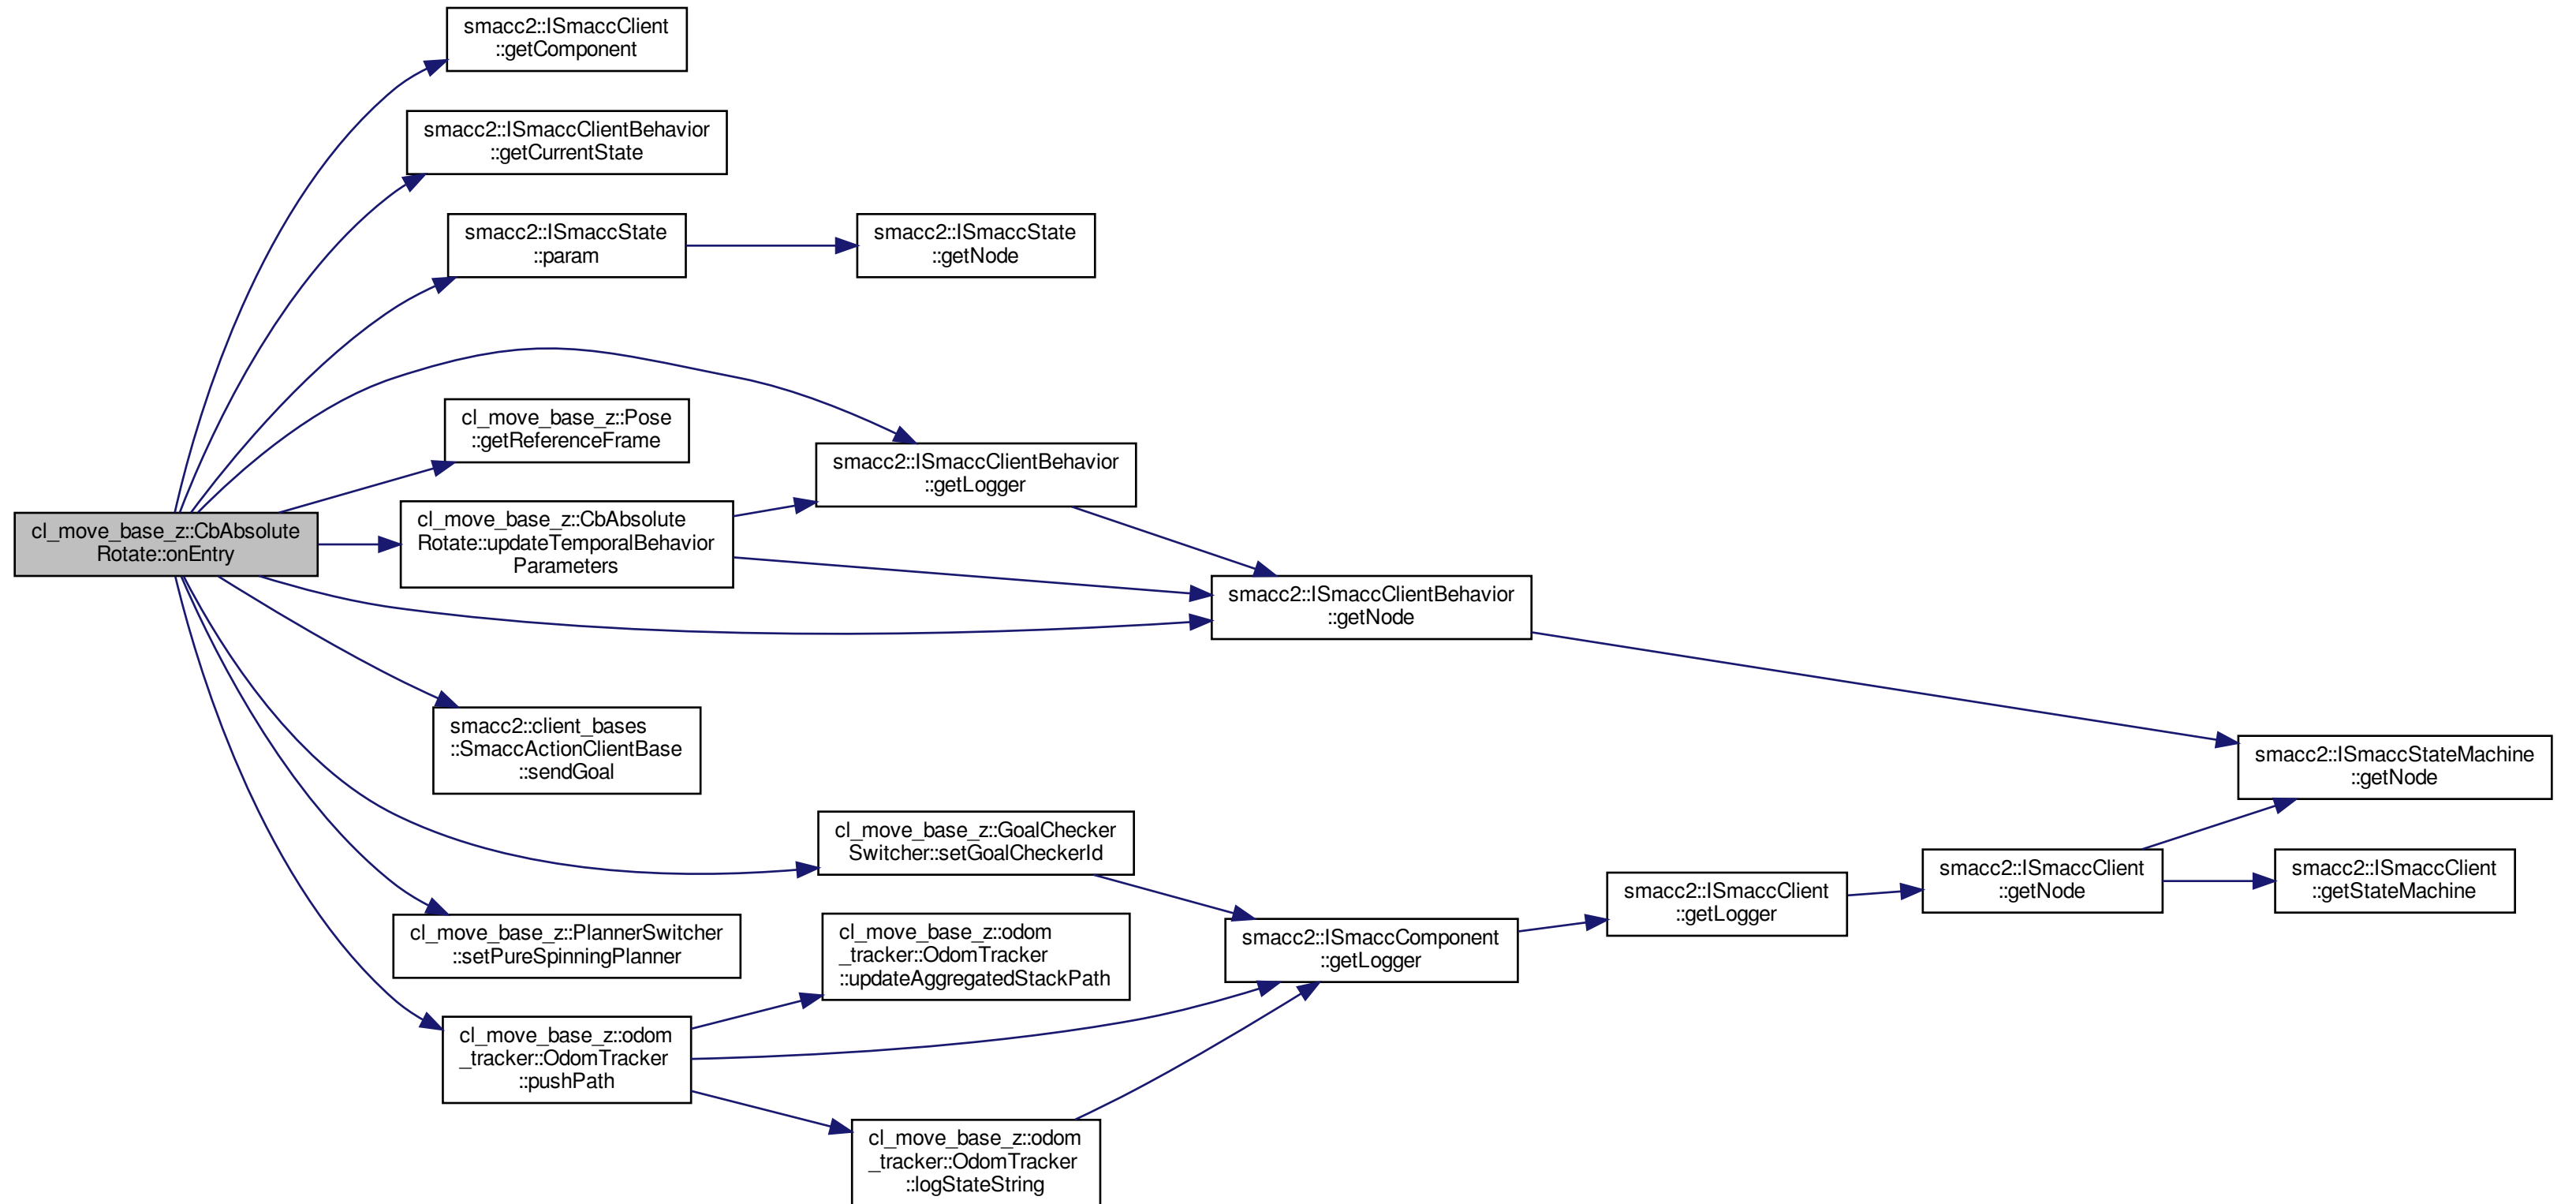 smacc2::ISmaccClient
::getComponent
smacc2::ISmaccClientBehavior
::getCurrentState
smacc2::ISmaccState
::param
smacc2::ISmaccState
::getNode
cl_move_base_z::Pose
::getReferenceFrame
smacc2::ISmaccClientBehavior
::getLogger
cl_move_base_z::CbAbsolute
Rotate::onEntry
cl_move_base_z::CbAbsolute
Rotate::updateTemporalBehavior
Parameters
smacc2::ISmaccClientBehavior
::getNode
smacc2::client_bases
::SmaccActionClientBase
::sendGoal
smacc2::ISmaccStateMachine
::getNode
cl_move_base_z::GoalChecker
Switcher::setGoalCheckerId
smacc2::ISmaccClient
::getLogger
smacc2::ISmaccClient
::getNode
smacc2::ISmaccClient
::getStateMachine
cl_move_base_z::PlannerSwitcher
::setPureSpinningPlanner
cl_move_base_z::odom
_tracker::OdomTracker
::updateAggregatedStackPath
smacc2::ISmaccComponent
::getLogger
cl_move_base_z::odom
_tracker::OdomTracker
::pushPath
cl_move_base_z::odom
_tracker::OdomTracker
::logStateString